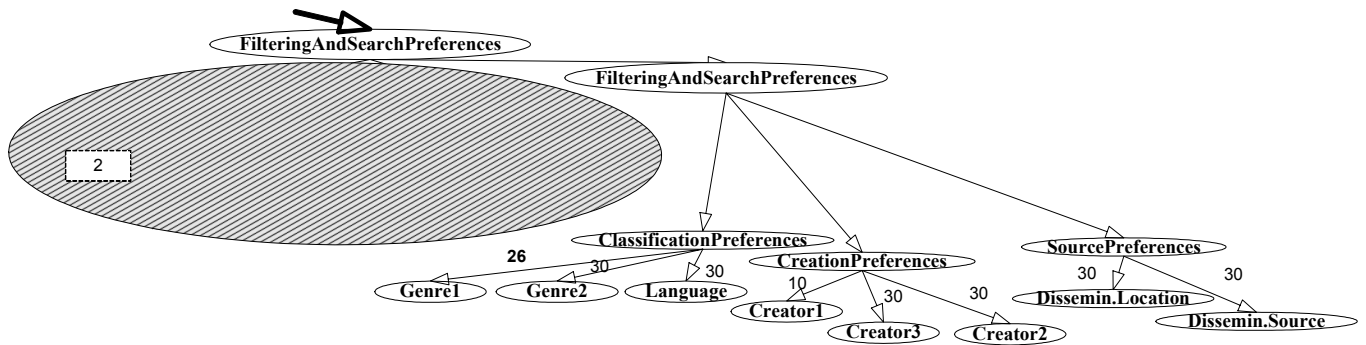 FilteringAndSearchPreferences
FilteringAndSearchPreferences
2
ClassificationPreferences
SourcePreferences
26
30
30
CreationPreferences
30
30
Genre1
Genre2
Language
10
30
30
Dissemin.Location
Creator1
Dissemin.Source
Creator3
Creator2